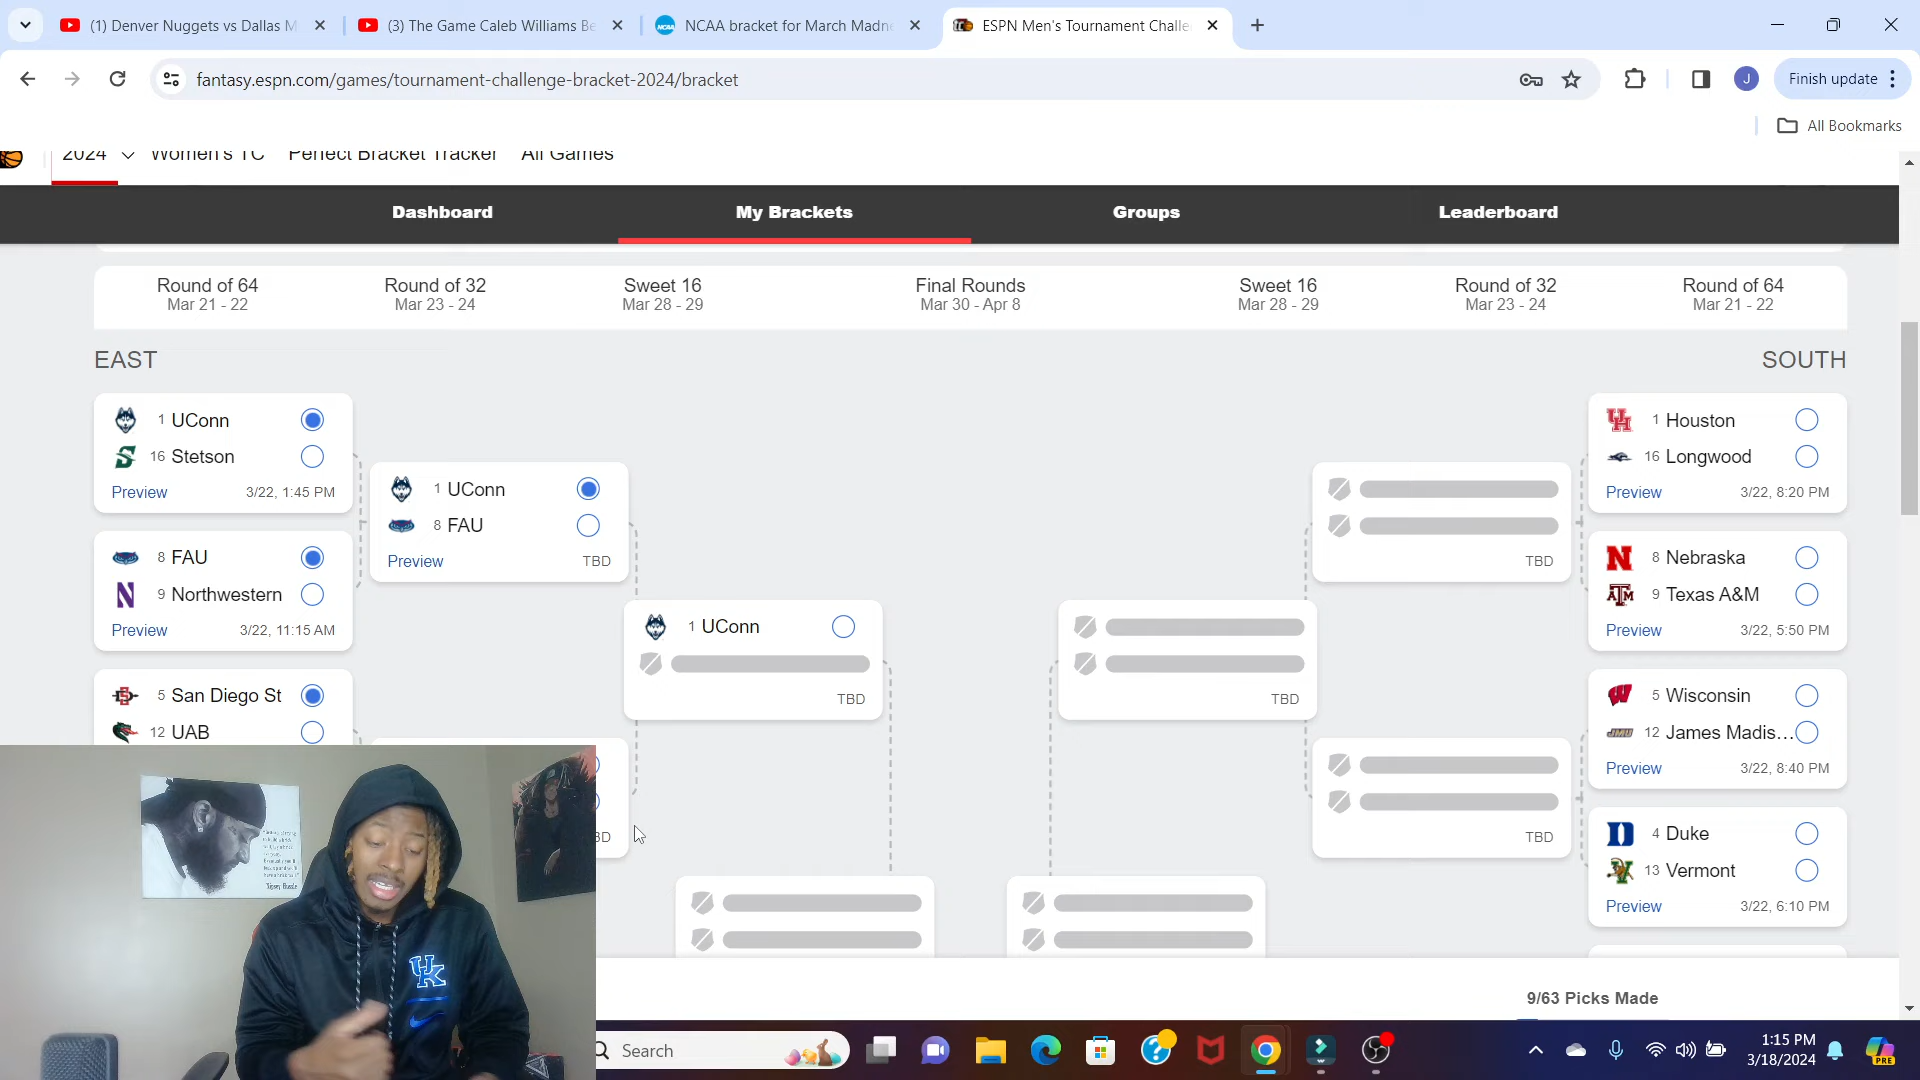 (1) Denver Nuggets vs Dallas M
(3) The Game Caleb Williams Be
NCAA bracket for March Madne
ESPN Men's Tournament Challe
fantasy.espn.com/games/tournament-challenge-bracket-2024/bracket
J
Finish update
All Bookmarks
2024 Women's TC Perfect Bracket Tracker All Games
Dashboard My Brackets Groups Leaderboard
Round of 64 Round of 32 Sweet 16 Final Rounds Sweet 16 Round of 32 Round of 64
Mar 21 - 22 Mar 23 - 24 Mar 28 - 29 Mar 30 - Apr 8 Mar 28 - 29 Mar 23 - 24 Mar 21 - 22
EAST
1 UConn
16 Stetson
Preview 3/22, 1:45 PM
8 FAU
9 Northwestern
Preview 3/22, 11:15 AM
5 San Diego St
12 UAB
1 UConn
8 FAU
Preview TBD
BD
1 UConn
TBD
TBD
TBD
TBD
SOUTH
1 Houston
16 Longwood
Preview 3/22, 8:20 PM
8 Nebraska
9 Texas A&M
Preview 3/22, 5:50 PM
5 Wisconsin
12 James Madis...
Preview 3/22, 8:40 PM
4 Duke
13 Vermont
Preview 3/22, 6:10 PM
9/63 Picks Made
UK
Search
1:15 PM
3/18/2024
PRE